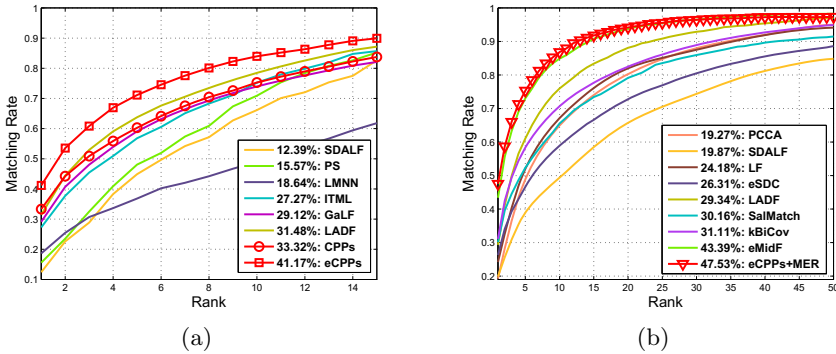 1
0.9
0.8
0.7
0.6
0.5
0.4
0.3
0.2
0.1
Matching Rate
2 4 6 8 10 12 14
Rank
12.39%: SDALF
15.57%: PS
18.64%: LMNN
27.27%: ITML
29.12%: GaLF
31.48%: LADF
33.32%: CPPs
41.17%: eCPPs
(a)
1
0.9
0.8
0.7
0.6
0.5
0.4
0.3
0.2
Matching Rate
5 10 15 20 25 30 35 40 45 50
Rank
19.27%: PCCA
19.87%: SDALF
24.18%: LF
26.31%: eSDC
29.34%: LADF
30.16%: SalMatch
31.11%: kBiCov
43.39%: eMidF
47.53%: eCPPs+MER
(b)